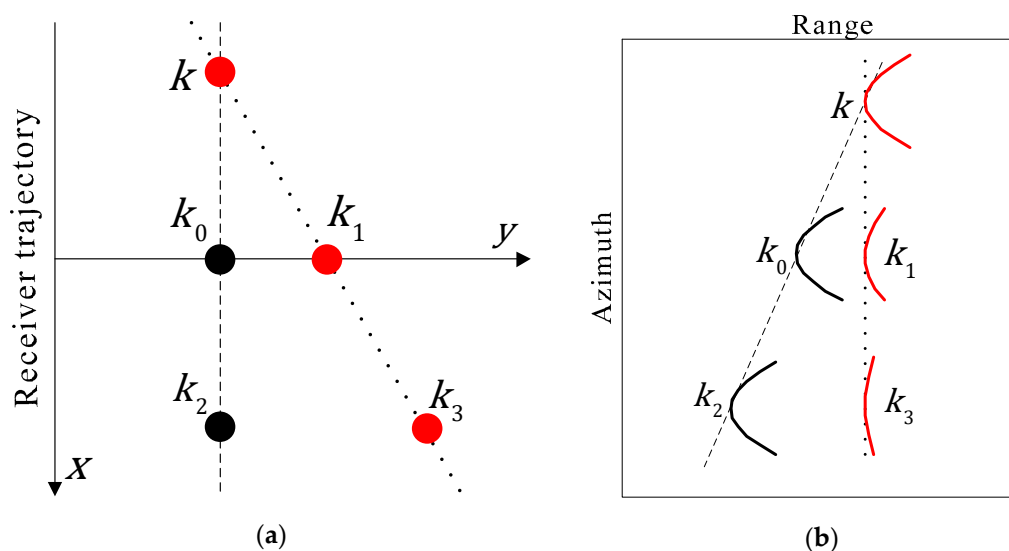 Receiver trajectory
k
k₀
k₁
y
k₂
k₃
x
(a)
Range
Azimuth
k
k₀
k₁
k₂
k₃
(b)